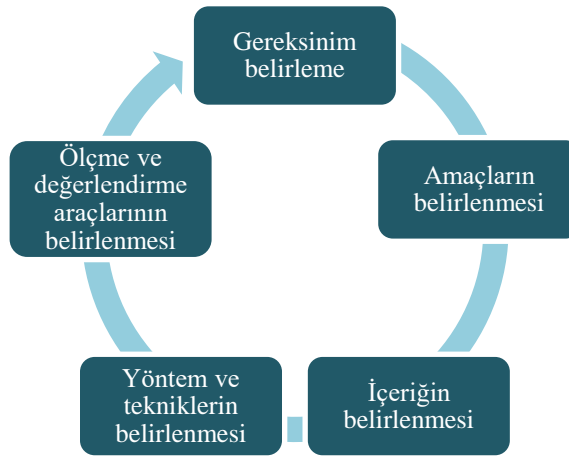 Gereksinim
belirleme
Amaçların
belirlenmesi
İçeriğin
belirlenmesi
Yöntem ve
tekniklerin
belirlenmesi
Ölçme ve
değerlendirme
araçlarının
belirlenmesi